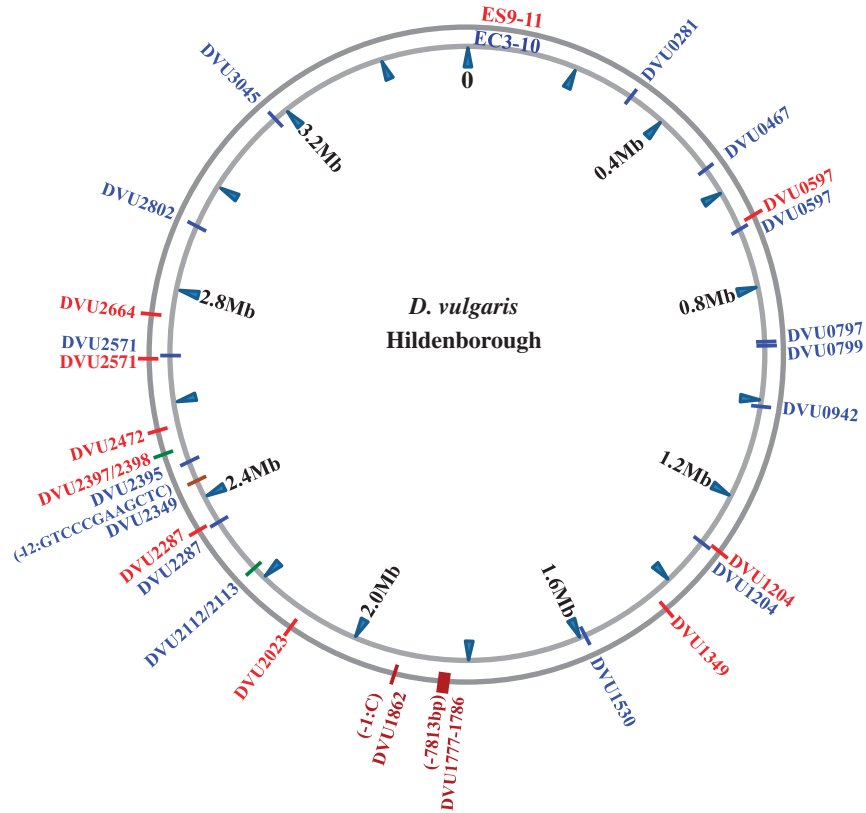 ES9-11
EC3-10
0
DVU0281
0.4Mb
DVU0467
DVU0597
DVU0597
0.8Mb
DVU0797
DVU0799
DVU0942
1.2Mb
DVU1204
DVU1204
DVU1349
1.6Mb
DVU1530
DVU1777-1786
(-7813bp)
DVU1862
(-1:C)
2.0Mb
DVU2023
DVU2112/2113
DVU2287
DVU2287
DVU2349
(-12:GTCCCGAAGCTC)
2.4Mb
DVU2395
DVU2397/2398
DVU2472
DVU2571
DVU2571
DVU2664
2.8Mb
DVU2802
DVU3045
3.2Mb
D. vulgaris
Hildenborough